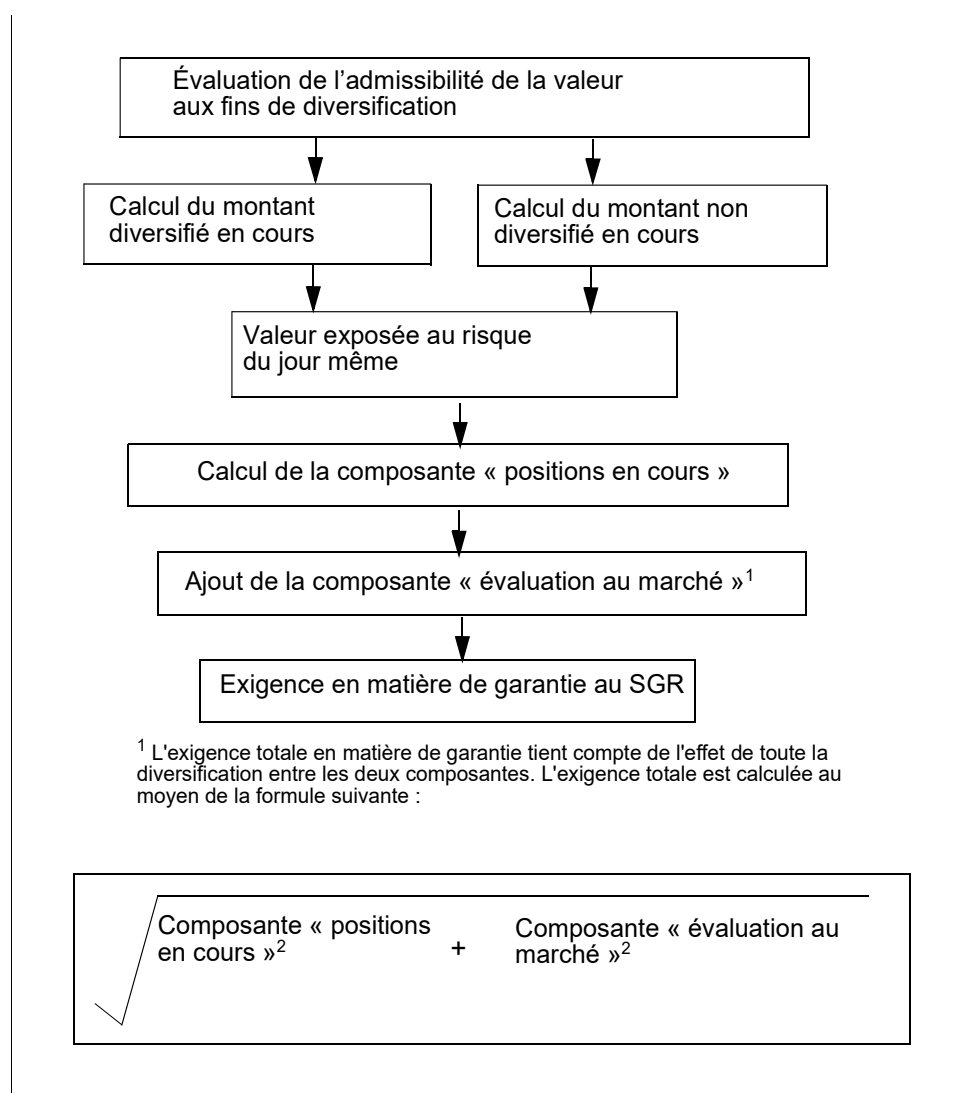 Évaluation de l’admissibilité de la valeur
aux fins de diversification
Calcul du montant
diversifié en cours
Calcul du montant non
diversifié en cours
Valeur exposée au risque
du jour même
Calcul de la composante « positions en cours »
Ajout de la composante « évaluation au marché »¹
Exigence en matière de garantie au SGR
¹ L'exigence totale en matière de garantie tient compte de l'effet de toute la
diversification entre les deux composantes. L'exigence totale est calculée au
moyen de la formule suivante :
Composante « positions
en cours »²
+
Composante « évaluation au
marché »²